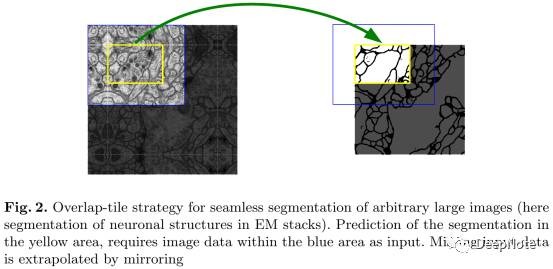 Fig. 2. Overlap-tile strategy for seamless segmentation of arbitrary large images (here
segmentation of neuronal structures in EM stacks). Prediction of the segmentation in
the yellow area, requires image data within the blue area as input. data
is extrapolated by mirroring
DeepNote